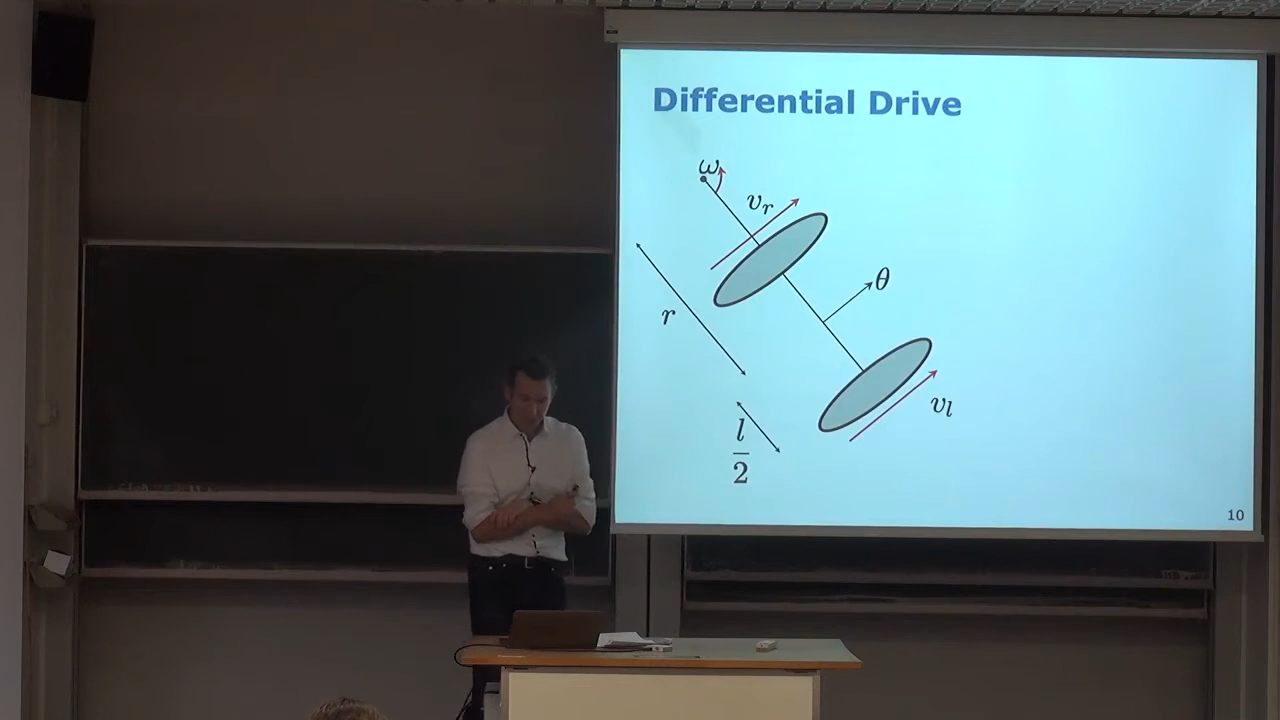 Differential Drive
ω
v_r
θ
r
v_l
l/2
10